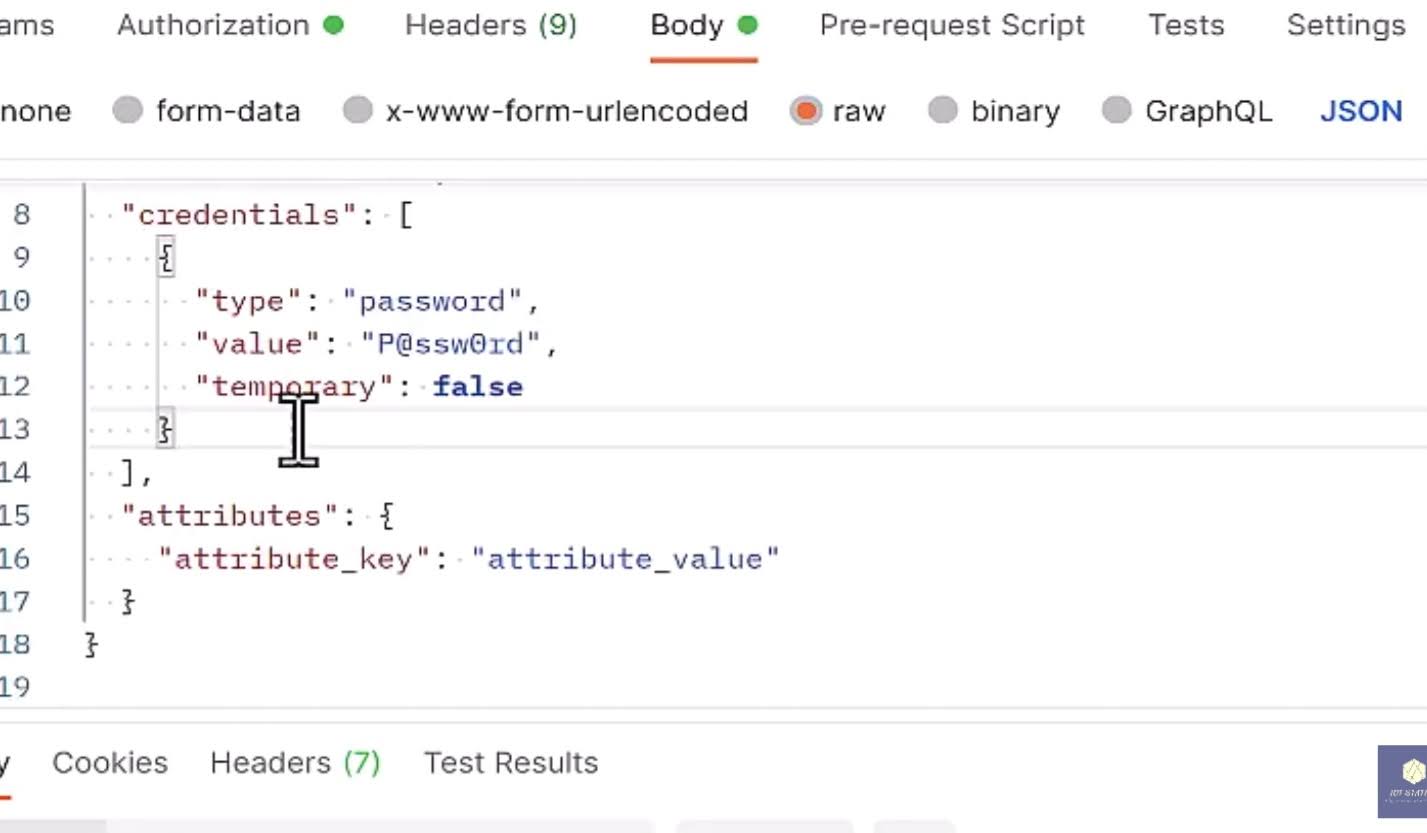 ams Authorization Headers (9) Body Pre-request Script Tests Settings
none form-data x-www-form-urlencoded raw binary GraphQL JSON
8 "credentials": [
9 {
10 "type": "password",
11 "value": "P@ssw0rd",
12 "temporary": false
13 }
14 ],
15 "attributes": {
16 "attribute_key": "attribute_value"
17 }
18 }
19
y Cookies Headers (7) Test Results